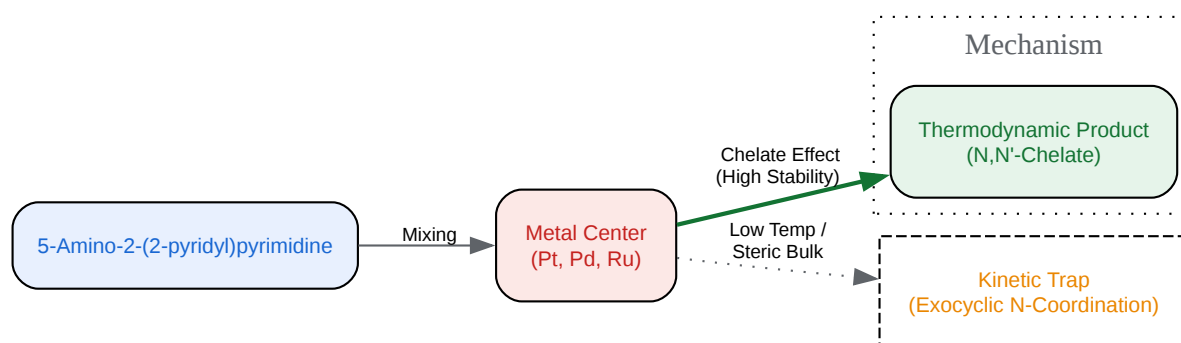 5-Amino-2-(2-pyridyl)pyrimidine
Mixing
Metal Center
(Pt, Pd, Ru)
Chelate Effect
(High Stability)
Low Temp /
Steric Bulk
Mechanism
Thermodynamic Product
(N,N'-Chelate)
Kinetic Trap
(Exocyclic N-Coordination)